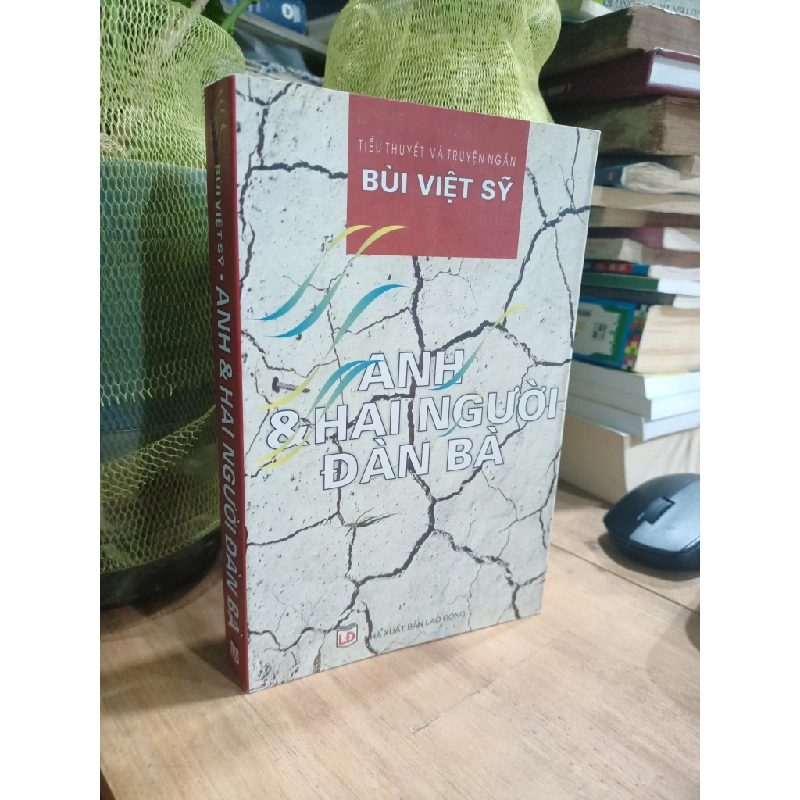 TIỂU THUYẾT VÀ TRUYỆN NGẮN
BÙI VIỆT SỸ
ANH
& HAI NGƯỜI
ĐÀN BÀ
LĐ NHÀ XUẤT BẢN LAO ĐỘNG
BÙI VIỆT SỸ • ANH & HAI NGƯỜI ĐÀN BÀ